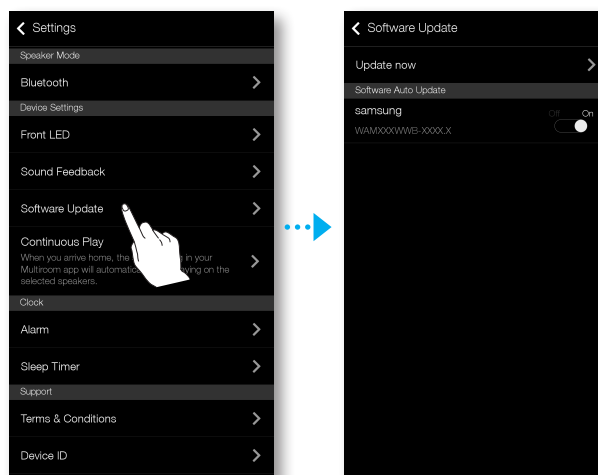 Settings
Speaker Mode
Bluetooth
Device Settings
Front LED
Sound Feedback
Software Update
Continuous Play
When you arrive home, the in your
Multiroom app will ying on the
selected speakers.
Clock
Alarm
Sleep Timer
Support
Terms & Conditions
Device ID
Software Update
Update now
Software Auto Update
samsung
Off On
WAMXXXWWB-XXXX.X